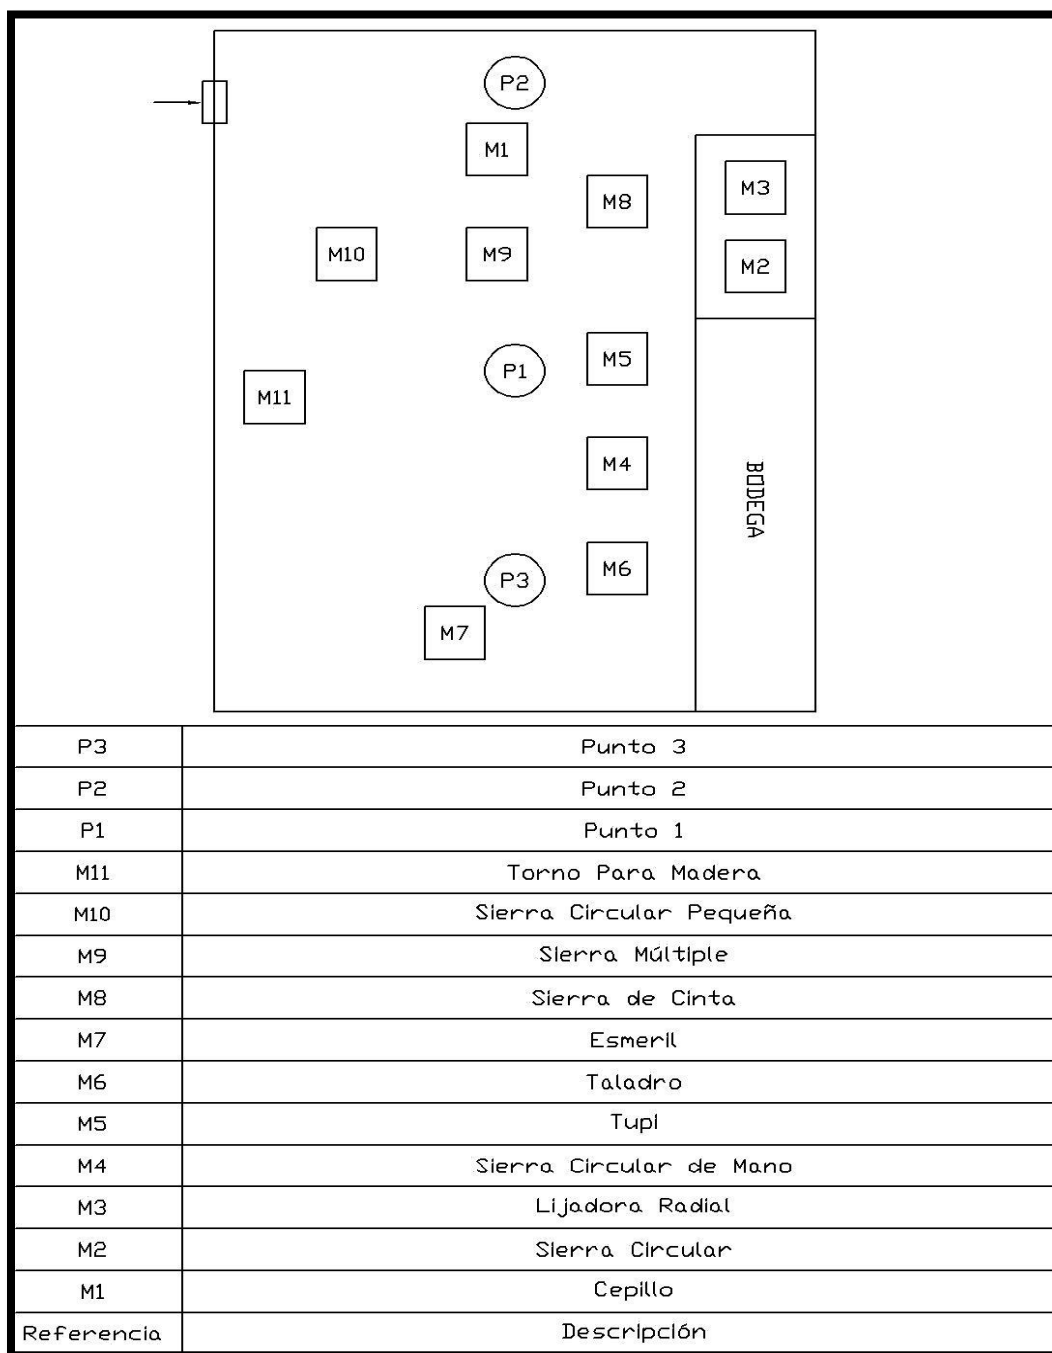 P2
M1
M3
M8
M10
M9
M2
M5
P1
M11
M4
BODEGA
M6
P3
M7
P3 Punto 3
P2 Punto 2
P1 Punto 1
M11 Torno Para Madera
M10 Sierra Circular Pequeña
M9 Sierra Múltiple
M8 Sierra de Cinta
M7 Esmeril
M6 Taladro
M5 Tupi
M4 Sierra Circular de Mano
M3 Lijadora Radial
M2 Sierra Circular
M1 Cepillo
Referencia Descripción